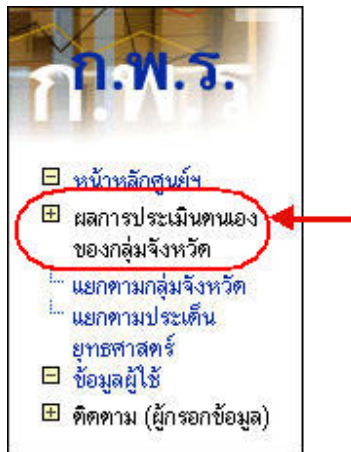 ก.พ.ร.
หน้าหลักศูนย์ฯ
ผลการประเมินตนเอง
ของกลุ่มจังหวัด
แยกตามกลุ่มจังหวัด
แยกตามประเด็น
ยุทธศาสตร์
ข้อมูลผู้ใช้
ติดตาม (ผู้กรอกข้อมูล)